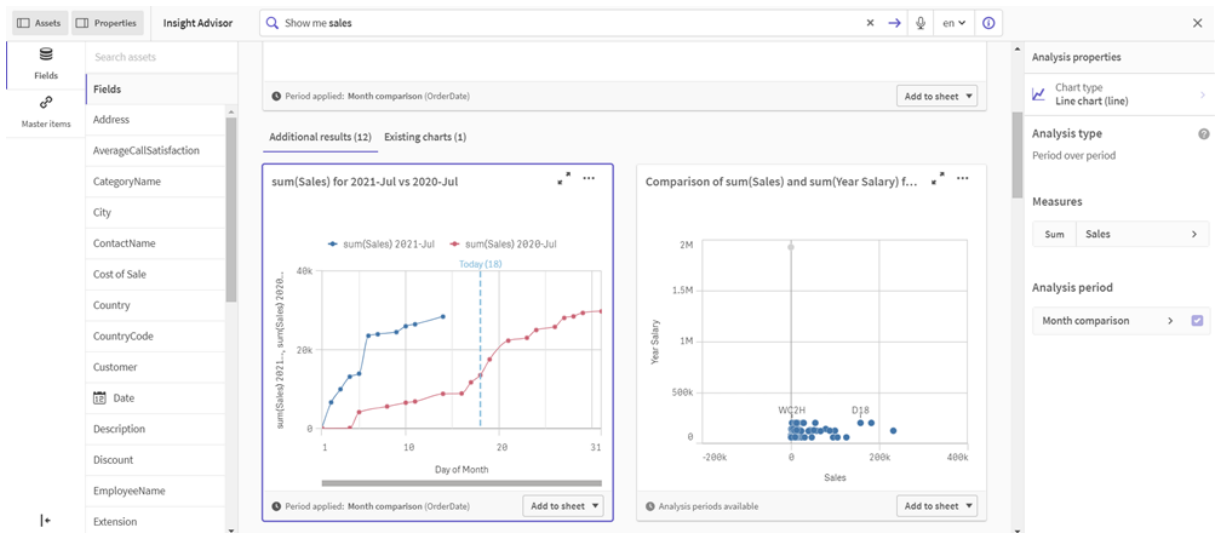 Assets
Properties
Insight Advisor
Show me sales
en
Fields
Master items
Search assets
Fields
Address
AverageCallSatisfaction
CategoryName
City
ContactName
Cost of Sale
Country
CountryCode
Customer
Date
Description
Discount
EmployeeName
Extension
Period applied: Month comparison (OrderDate)
Add to sheet
Additional results (12)
Existing charts (1)
sum(Sales) for 2021-Jul vs 2020-Jul
sum(Sales) 2021-Jul
sum(Sales) 2020-Jul
Today (18)
sum(Sales) 2021..., sum(Sales) 2020...
40k
20k
0
1
10
20
31
Day of Month
Period applied: Month comparison (OrderDate)
Add to sheet
Comparison of sum(Sales) and sum(Year Salary) f...
Year Salary
2M
1.5M
1M
500k
0
WC2H
D18
-200k
0
200k
400k
Sales
Analysis periods available
Add to sheet
Analysis properties
Chart type
Line chart (line)
Analysis type
Period over period
Measures
Sum
Sales
Analysis period
Month comparison